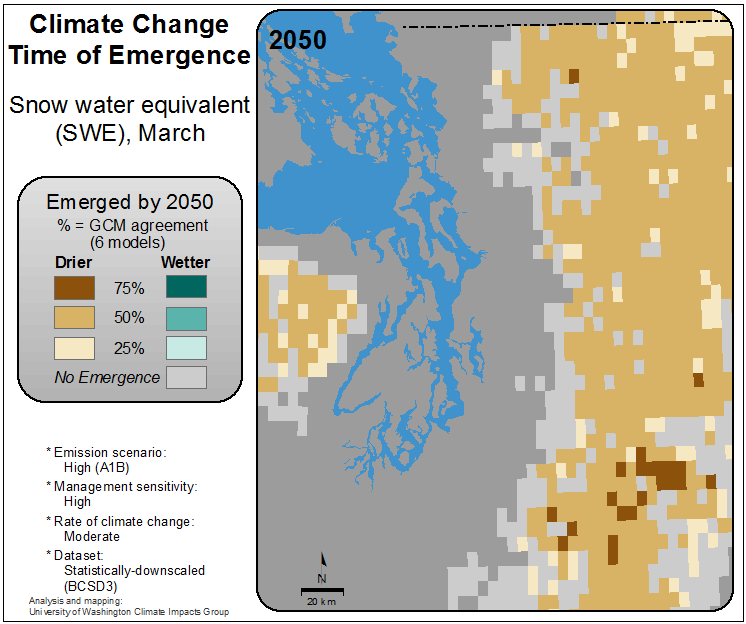 Climate Change
Time of Emergence
Snow water equivalent
(SWE), March
Emerged by 2050
% = GCM agreement
(6 models)
Drier Wetter
75%
50%
25%
No Emergence
* Emission scenario:
High (A1B)
* Management sensitivity:
High
* Rate of climate change:
Moderate
* Dataset:
Statistically-downscaled
(BCSD3)
Analysis and mapping:
University of Washington Climate Impacts Group
2050
N
20 km